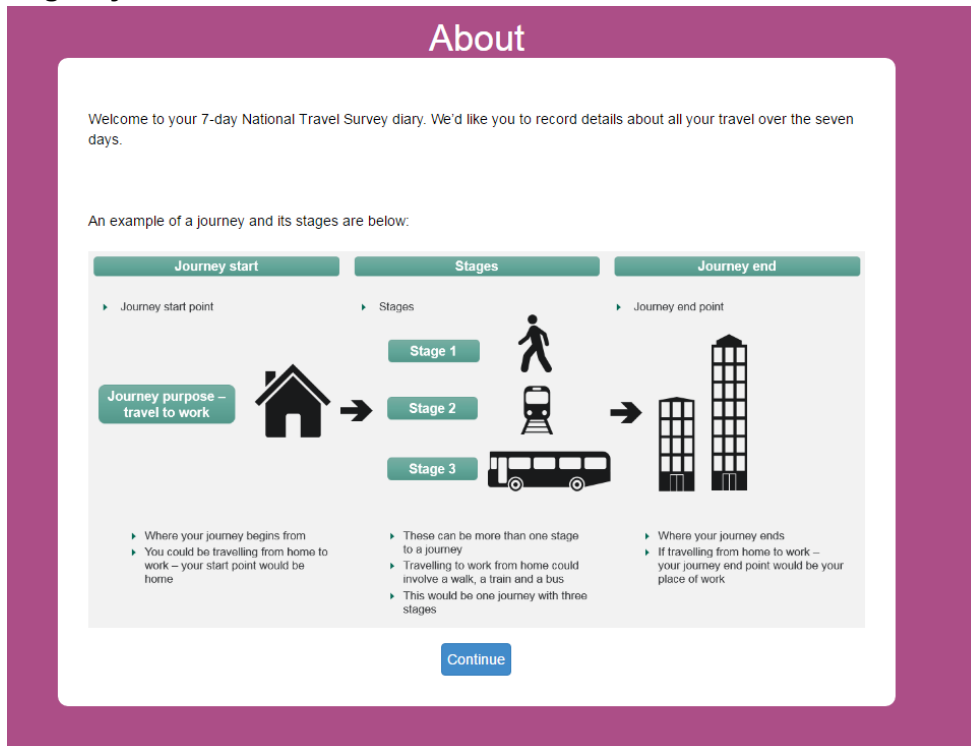 About
Welcome to your 7-day National Travel Survey diary. We'd like you to record details about all your travel over the seven
days.
An example of a journey and its stages are below:
Journey start
Journey start point
Journey purpose –
travel to work
Where your journey begins from
You could be travelling from home to
work – your start point would be
home
Stages
Stages
Stage 1
Stage 2
Stage 3
These can be more than one stage
to a journey
Travelling to work from home could
involve a walk, a train and a bus
This would be one journey with three
stages
Journey end
Journey end point
Where your journey ends
If travelling from home to work –
your journey end point would be your
place of work
Continue